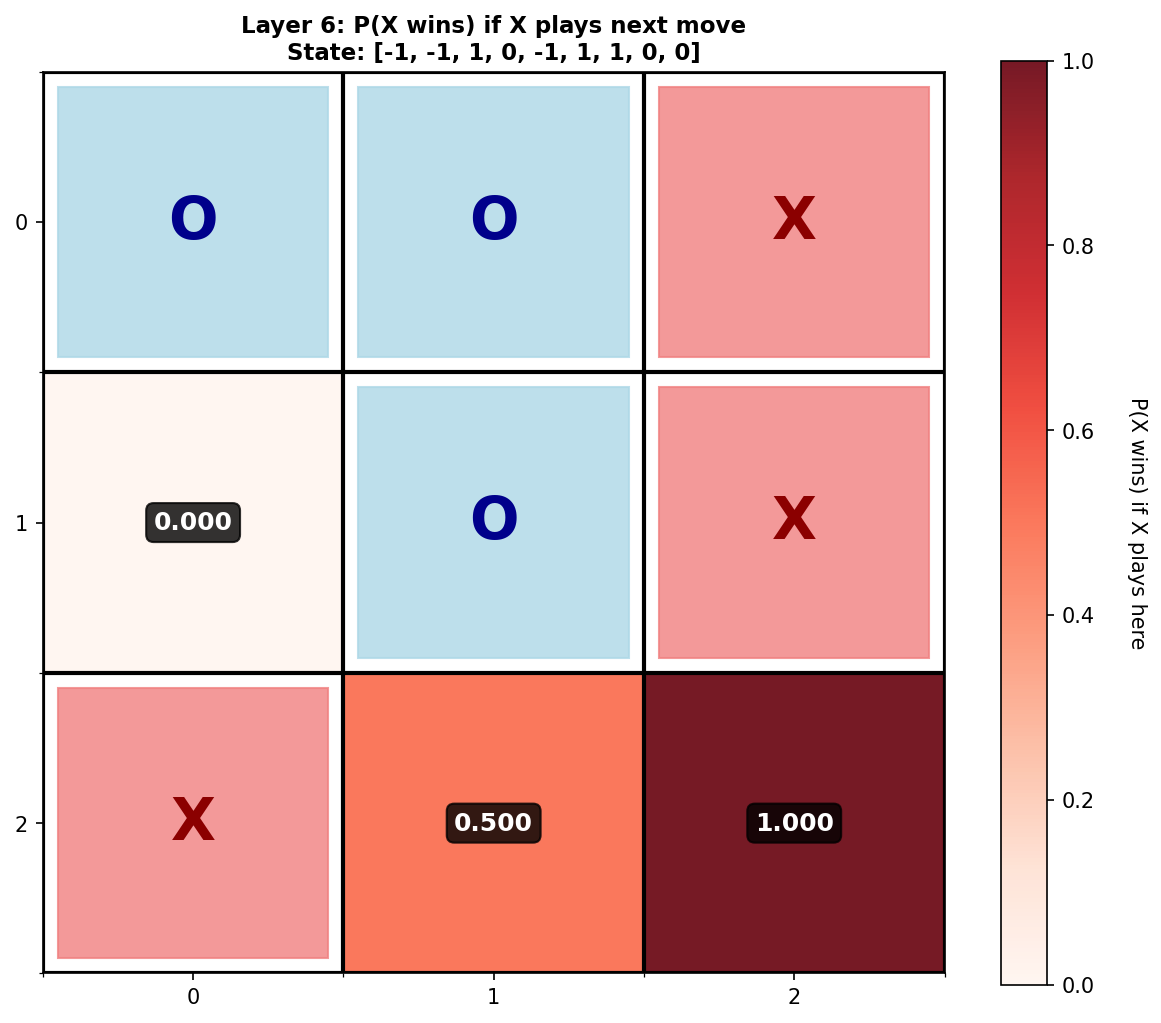 Layer 6: P(X wins) if X plays next move
State: [-1, -1, 1, 0, -1, 1, 1, 0, 0]
0
O
O
X
1
0.000
O
X
2
X
0.500
1.000
0
1
2
1.0
0.8
0.6
0.4
0.2
0.0
P(X wins) if X plays here